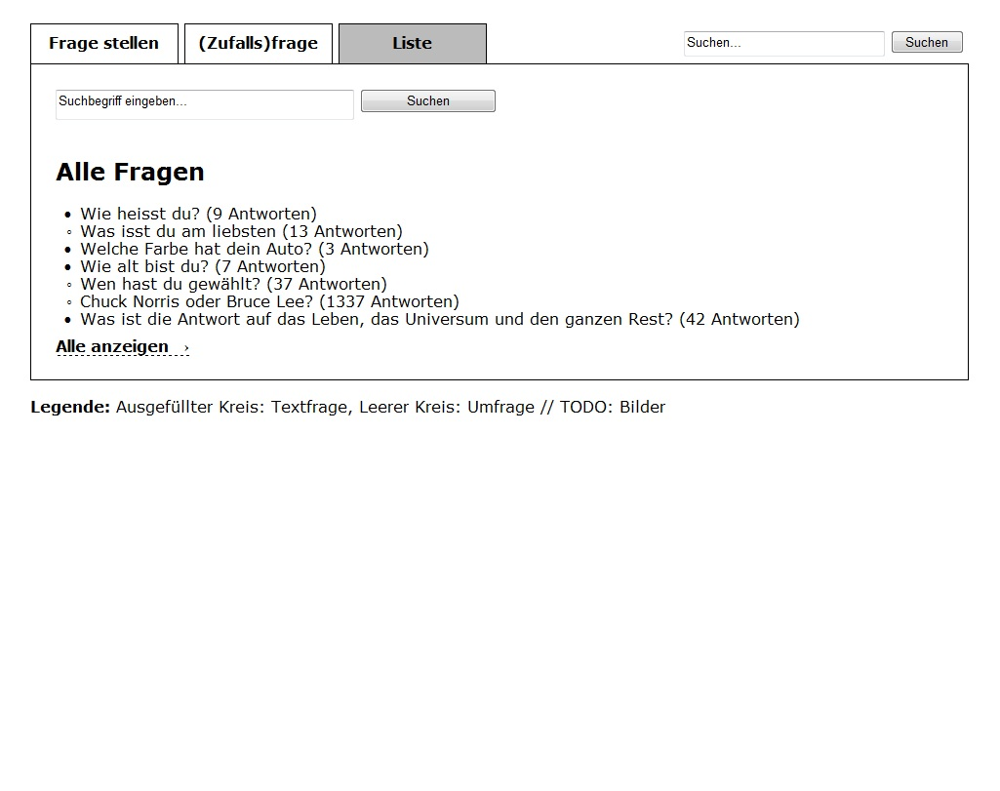 Frage stellen (Zufalls)frage Liste Suchen... Suchen
Suchbegriff eingeben... Suchen
Alle Fragen
Wie heisst du? (9 Antworten)
Was isst du am liebsten (13 Antworten)
Welche Farbe hat dein Auto? (3 Antworten)
Wie alt bist du? (7 Antworten)
Wen hast du gewählt? (37 Antworten)
Chuck Norris oder Bruce Lee? (1337 Antworten)
Was ist die Antwort auf das Leben, das Universum und den ganzen Rest? (42 Antworten)
Alle anzeigen ›
Legende: Ausgefüllter Kreis: Textfrage, Leerer Kreis: Umfrage // TODO: Bilder